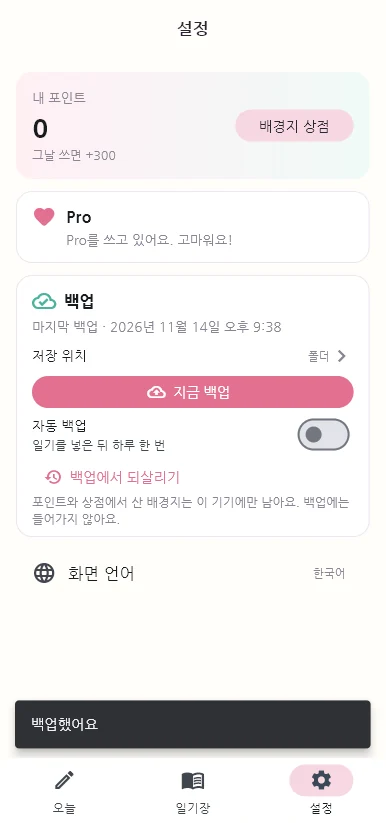 설정
내 포인트
0
그날 쓰면 +300
배경지 상점
Pro
Pro를 쓰고 있어요. 고마워요!
백업
마지막 백업 · 2026년 11월 14일 오후 9:38
저장 위치
폴더
지금 백업
자동 백업
일기를 넣은 뒤 하루 한 번
백업에서 되살리기
포인트와 상점에서 산 배경지는 이 기기에만 남아요. 백업에는
들어가지 않아요.
화면 언어
한국어
백업했어요
오늘
일기장
설정